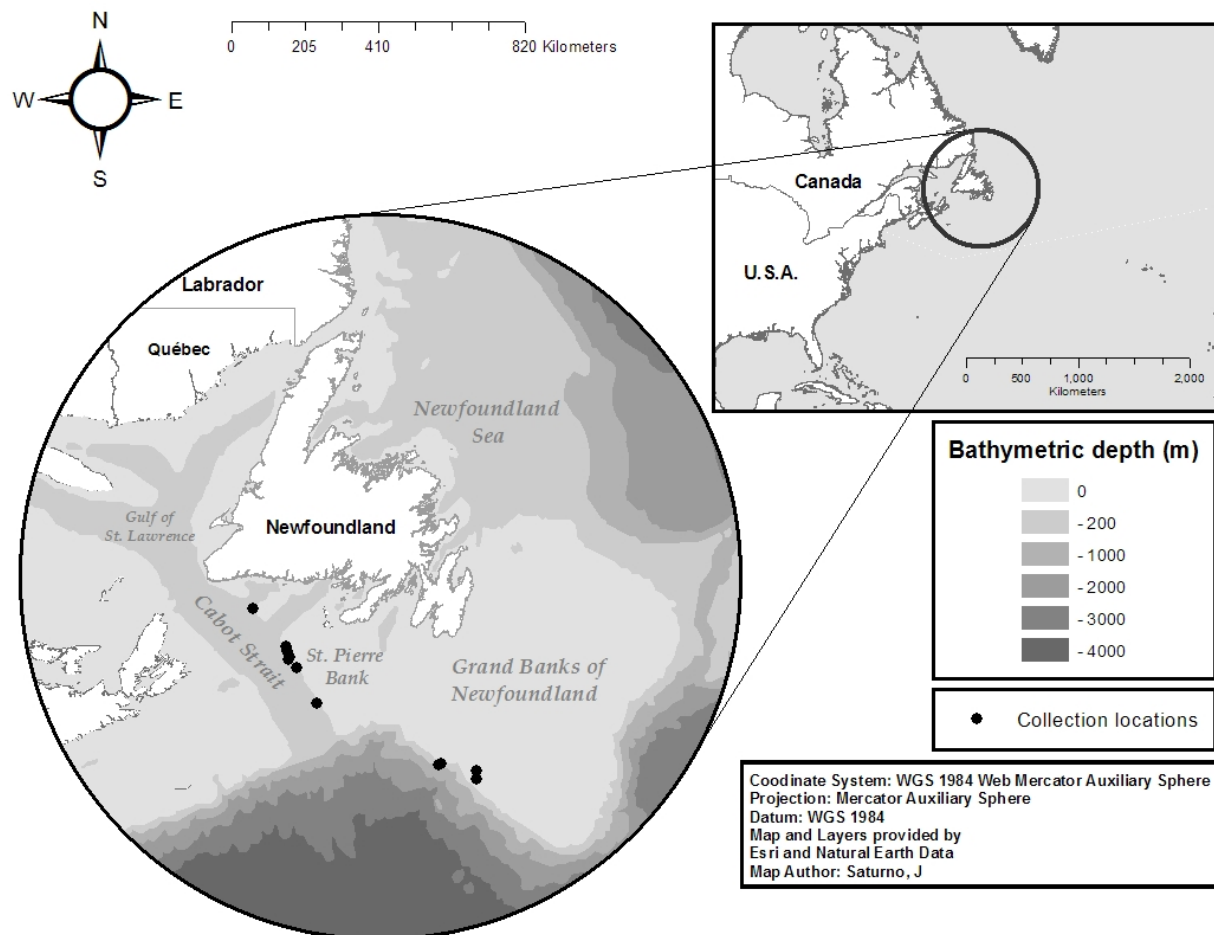 N
W
E
S
0 205 410 820 Kilometers
Canada
U.S.A.
0 500 1,000 2,000
Kilometers
Labrador
Québec
Newfoundland
Sea
Gulf of
St. Lawrence
Newfoundland
Cabot Strait
St. Pierre
Bank
Grand Banks of
Newfoundland
Bathymetric depth (m)
0
-200
-1000
-2000
-3000
-4000
Collection locations
Coodinate System: WGS 1984 Web Mercator Auxiliary Sphere
Projection: Mercator Auxiliary Sphere
Datum: WGS 1984
Map and Layers provided by
Esri and Natural Earth Data
Map Author: Saturno, J